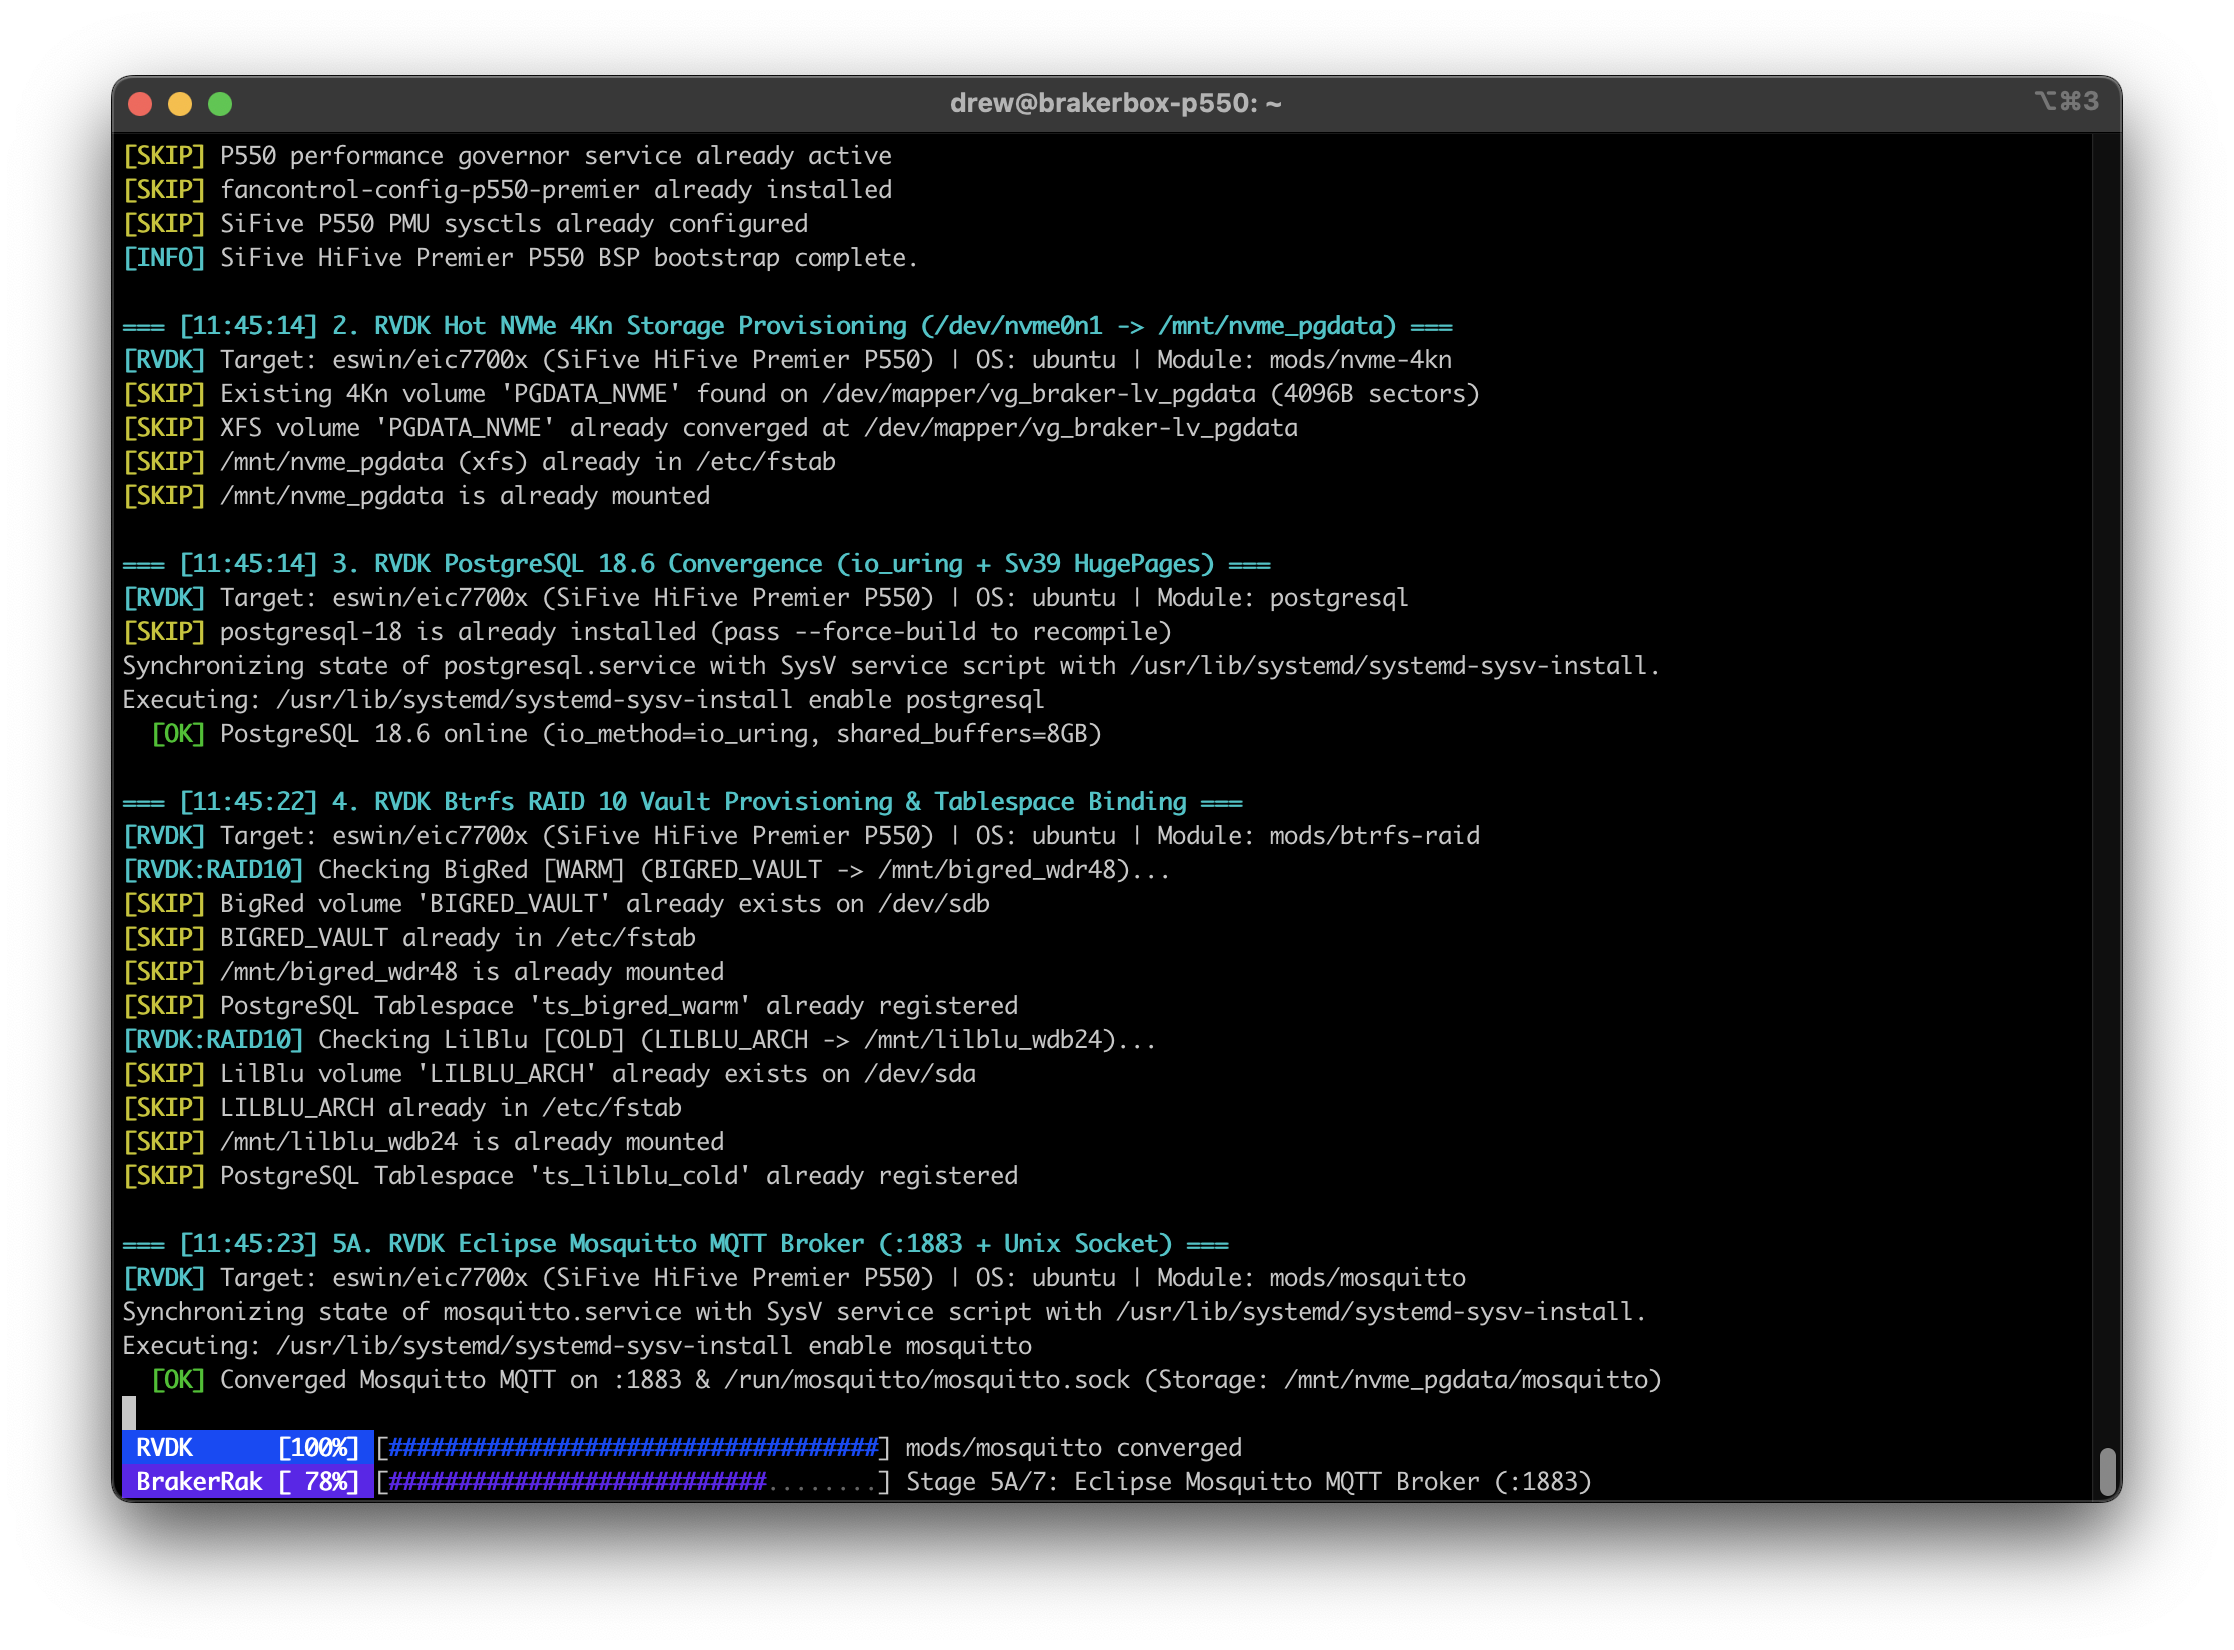 drew@brakerbox-p550: ~
⌥⌘3
[SKIP] P550 performance governor service already active
[SKIP] fancontrol-config-p550-premier already installed
[SKIP] SiFive P550 PMU sysctls already configured
[INFO] SiFive HiFive Premier P550 BSP bootstrap complete.
=== [11:45:14] 2. RVDK Hot NVMe 4Kn Storage Provisioning (/dev/nvme0n1 -> /mnt/nvme_pgdata) ===
[RVDK] Target: eswin/eic7700x (SiFive HiFive Premier P550) | OS: ubuntu | Module: mods/nvme-4kn
[SKIP] Existing 4Kn volume 'PGDATA_NVME' found on /dev/mapper/vg_braker-lv_pgdata (4096B sectors)
[SKIP] XFS volume 'PGDATA_NVME' already converged at /dev/mapper/vg_braker-lv_pgdata
[SKIP] /mnt/nvme_pgdata (xfs) already in /etc/fstab
[SKIP] /mnt/nvme_pgdata is already mounted
=== [11:45:14] 3. RVDK PostgreSQL 18.6 Convergence (io_uring + Sv39 HugePages) ===
[RVDK] Target: eswin/eic7700x (SiFive HiFive Premier P550) | OS: ubuntu | Module: postgresql
[SKIP] postgresql-18 is already installed (pass --force-build to recompile)
Synchronizing state of postgresql.service with SysV service script with /usr/lib/systemd/systemd-sysv-install.
Executing: /usr/lib/systemd/systemd-sysv-install enable postgresql
  [OK] PostgreSQL 18.6 online (io_method=io_uring, shared_buffers=8GB)
=== [11:45:22] 4. RVDK Btrfs RAID 10 Vault Provisioning & Tablespace Binding ===
[RVDK] Target: eswin/eic7700x (SiFive HiFive Premier P550) | OS: ubuntu | Module: mods/btrfs-raid
[RVDK:RAID10] Checking BigRed [WARM] (BIGRED_VAULT -> /mnt/bigred_wdr48)...
[SKIP] BigRed volume 'BIGRED_VAULT' already exists on /dev/sdb
[SKIP] BIGRED_VAULT already in /etc/fstab
[SKIP] /mnt/bigred_wdr48 is already mounted
[SKIP] PostgreSQL Tablespace 'ts_bigred_warm' already registered
[RVDK:RAID10] Checking LilBlu [COLD] (LILBLU_ARCH -> /mnt/lilblu_wdb24)...
[SKIP] LilBlu volume 'LILBLU_ARCH' already exists on /dev/sda
[SKIP] LILBLU_ARCH already in /etc/fstab
[SKIP] /mnt/lilblu_wdb24 is already mounted
[SKIP] PostgreSQL Tablespace 'ts_lilblu_cold' already registered
=== [11:45:23] 5A. RVDK Eclipse Mosquitto MQTT Broker (:1883 + Unix Socket) ===
[RVDK] Target: eswin/eic7700x (SiFive HiFive Premier P550) | OS: ubuntu | Module: mods/mosquitto
Synchronizing state of mosquitto.service with SysV service script with /usr/lib/systemd/systemd-sysv-install.
Executing: /usr/lib/systemd/systemd-sysv-install enable mosquitto
  [OK] Converged Mosquitto MQTT on :1883 & /run/mosquitto/mosquitto.sock (Storage: /mnt/nvme_pgdata/mosquitto)
RVDK      [100%] [###################################] mods/mosquitto converged
BrakerRak [ 78%] [###########################........] Stage 5A/7: Eclipse Mosquitto MQTT Broker (:1883)